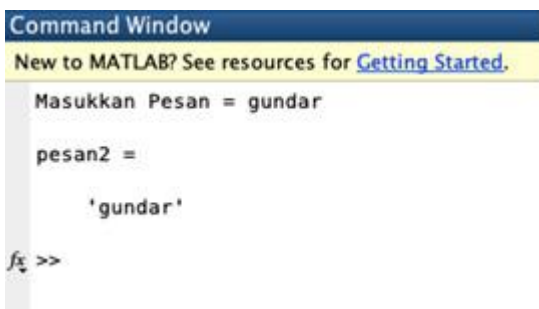 Command Window
New to MATLAB? See resources for Getting Started.
Masukkan Pesan = gundar
pesan2 =
'gundar'
fx >>